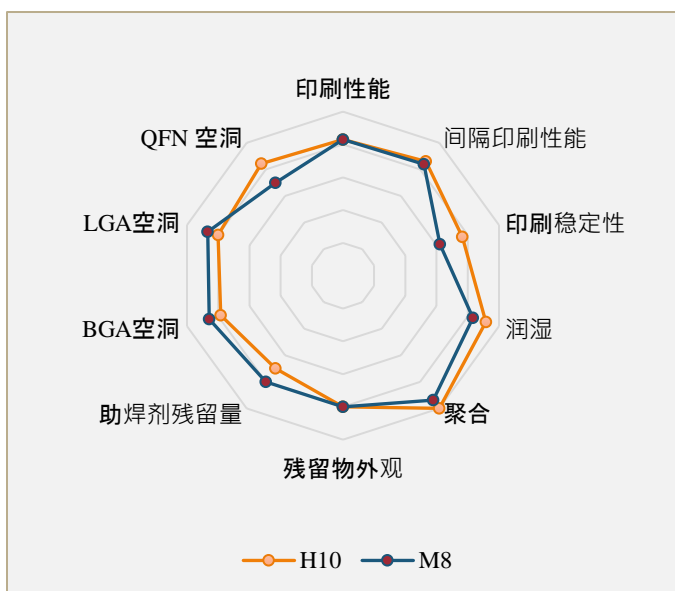 印刷性能
QFN 空洞
间隔印刷性能
LGA空洞
印刷稳定性
BGA空洞
润湿
助焊剂残留量
聚合
残留物外观
H10
M8